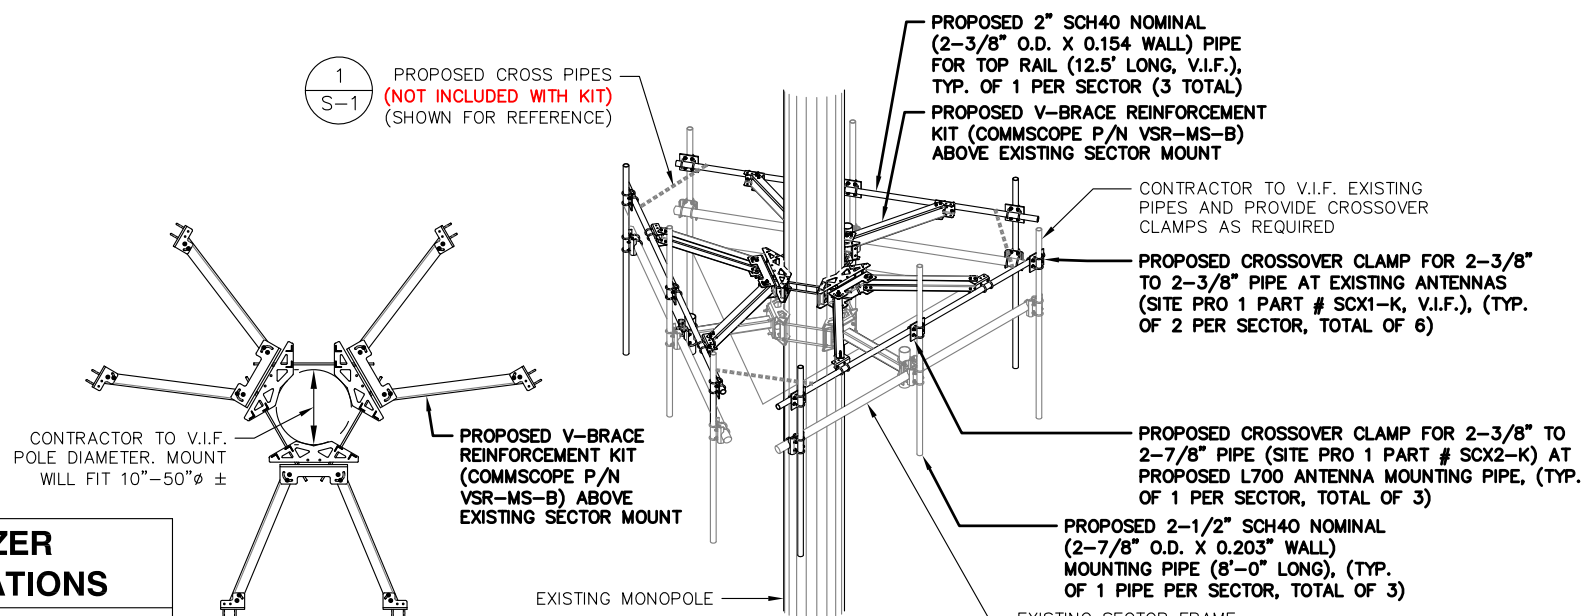 PROPOSED 2" SCH40 NOMINAL
(2-3/8" O.D. X 0.154 WALL) PIPE
FOR TOP RAIL (12.5' LONG, V.I.F.),
TYP. OF 1 PER SECTOR (3 TOTAL)
1
S-1
PROPOSED CROSS PIPES
(NOT INCLUDED WITH KIT)
(SHOWN FOR REFERENCE)
PROPOSED V-BRACE REINFORCEMENT
KIT (COMMSCOPE P/N VSR-MS-B)
ABOVE EXISTING SECTOR MOUNT
CONTRACTOR TO V.I.F. EXISTING
PIPES AND PROVIDE CROSSOVER
CLAMPS AS REQUIRED
PROPOSED CROSSOVER CLAMP FOR 2-3/8"
TO 2-3/8" PIPE AT EXISTING ANTENNAS
(SITE PRO 1 PART # SCX1-K, V.I.F.), (TYP.
OF 2 PER SECTOR, TOTAL OF 6)
CONTRACTOR TO V.I.F.
POLE DIAMETER. MOUNT
WILL FIT 10"-50"ø ±
PROPOSED V-BRACE
REINFORCEMENT KIT
(COMMSCOPE P/N
VSR-MS-B) ABOVE
EXISTING SECTOR MOUNT
PROPOSED CROSSOVER CLAMP FOR 2-3/8" TO
2-7/8" PIPE (SITE PRO 1 PART # SCX2-K) AT
PROPOSED L700 ANTENNA MOUNTING PIPE, (TYP.
OF 1 PER SECTOR, TOTAL OF 3)
PROPOSED 2-1/2" SCH40 NOMINAL
(2-7/8" O.D. X 0.203" WALL)
MOUNTING PIPE (8'-0" LONG), (TYP.
OF 1 PIPE PER SECTOR, TOTAL OF 3)
ZER
ATIONS
EXISTING MONOPOLE
EXISTING SECTOR FRAME